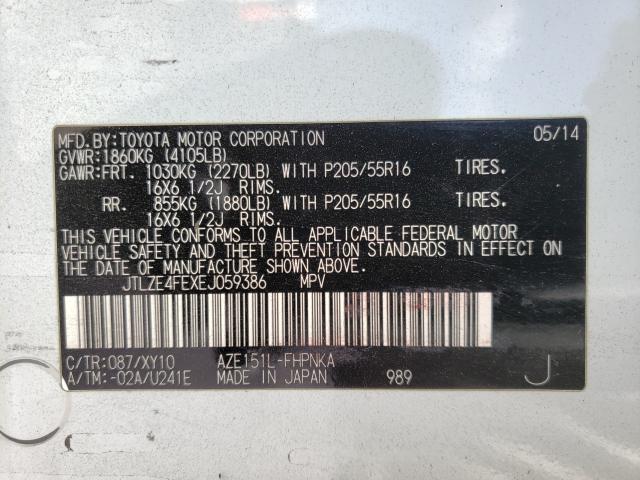 MFD.BY:TOYOTA MOTOR CORPORATION 05/14
GVWR:1860KG (4105LB)
GAWR:FRT. 1030KG (2270LB) WITH P205/55R16 TIRES.
16X6 1/2J RIMS.
RR. 855KG (1880LB) WITH P205/55R16 TIRES.
16X6 1/2J RIMS.
THIS VEHICLE CONFORMS TO ALL APPLICABLE FEDERAL MOTOR
VEHICLE SAFETY AND THEFT PREVENTION STANDARDS IN EFFECT ON
THE DATE OF MANUFACTURE SHOWN ABOVE.
JTLZE4FEXEJ059386 MPV
C/TR:087/XY10 AZE151L-FHPNKA
A/TM:-02A/U241E MADE IN JAPAN 989 J